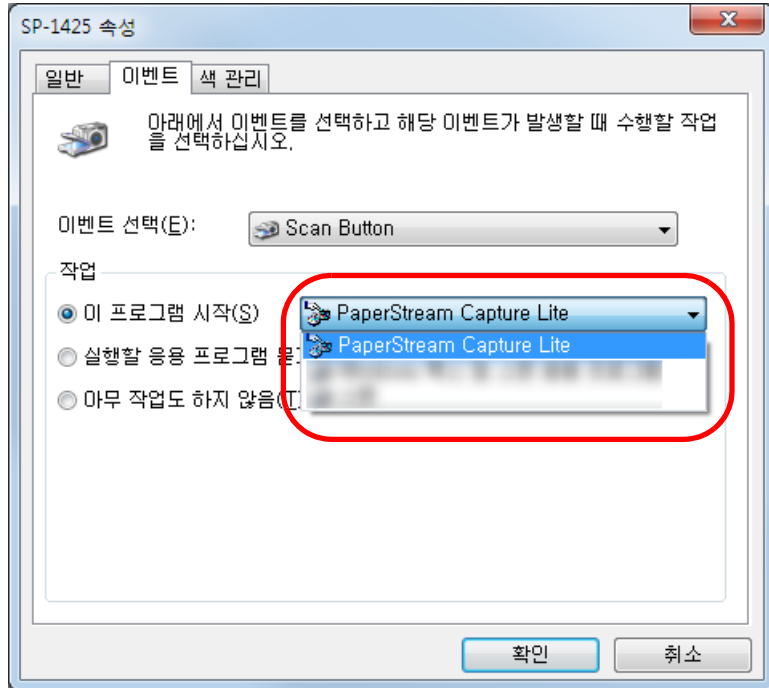 SP-1425 속성
일반 이벤트 색 관리
아래에서 이벤트를 선택하고 해당 이벤트가 발생할 때 수행할 작업
을 선택하십시오.
이벤트 선택(E): Scan Button
작업
이 프로그램 시작(S) PaperStream Capture Lite
PaperStream Capture Lite
실행할 응용 프로그램
아무 작업도 하지 않음(T)
확인 취소